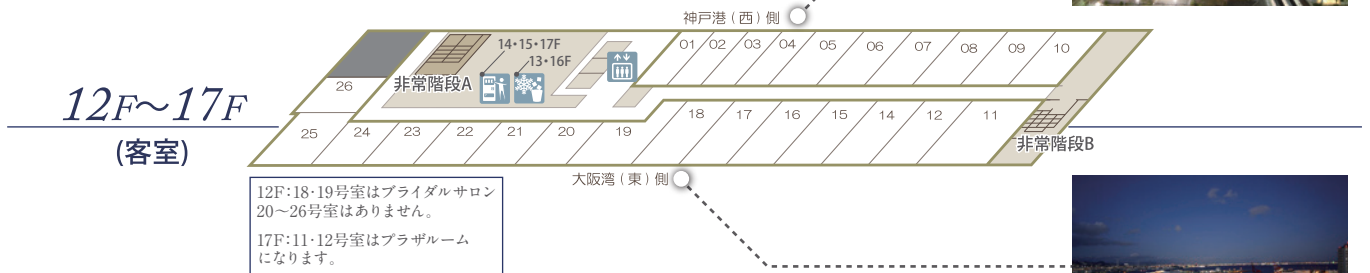 神戸港(西)側
14・15・17F
13・16F
01 02 03 04 05 06 07 08 09 10
非常階段A
26
12F〜17F
(客室)
25 24 23 22 21 20 19 18 17 16 15 14 12 11
非常階段B
大阪湾(東)側
12F:18・19号室はブライダルサロン
20〜26号室はありません。
17F:11・12号室はプラザルーム
になります。